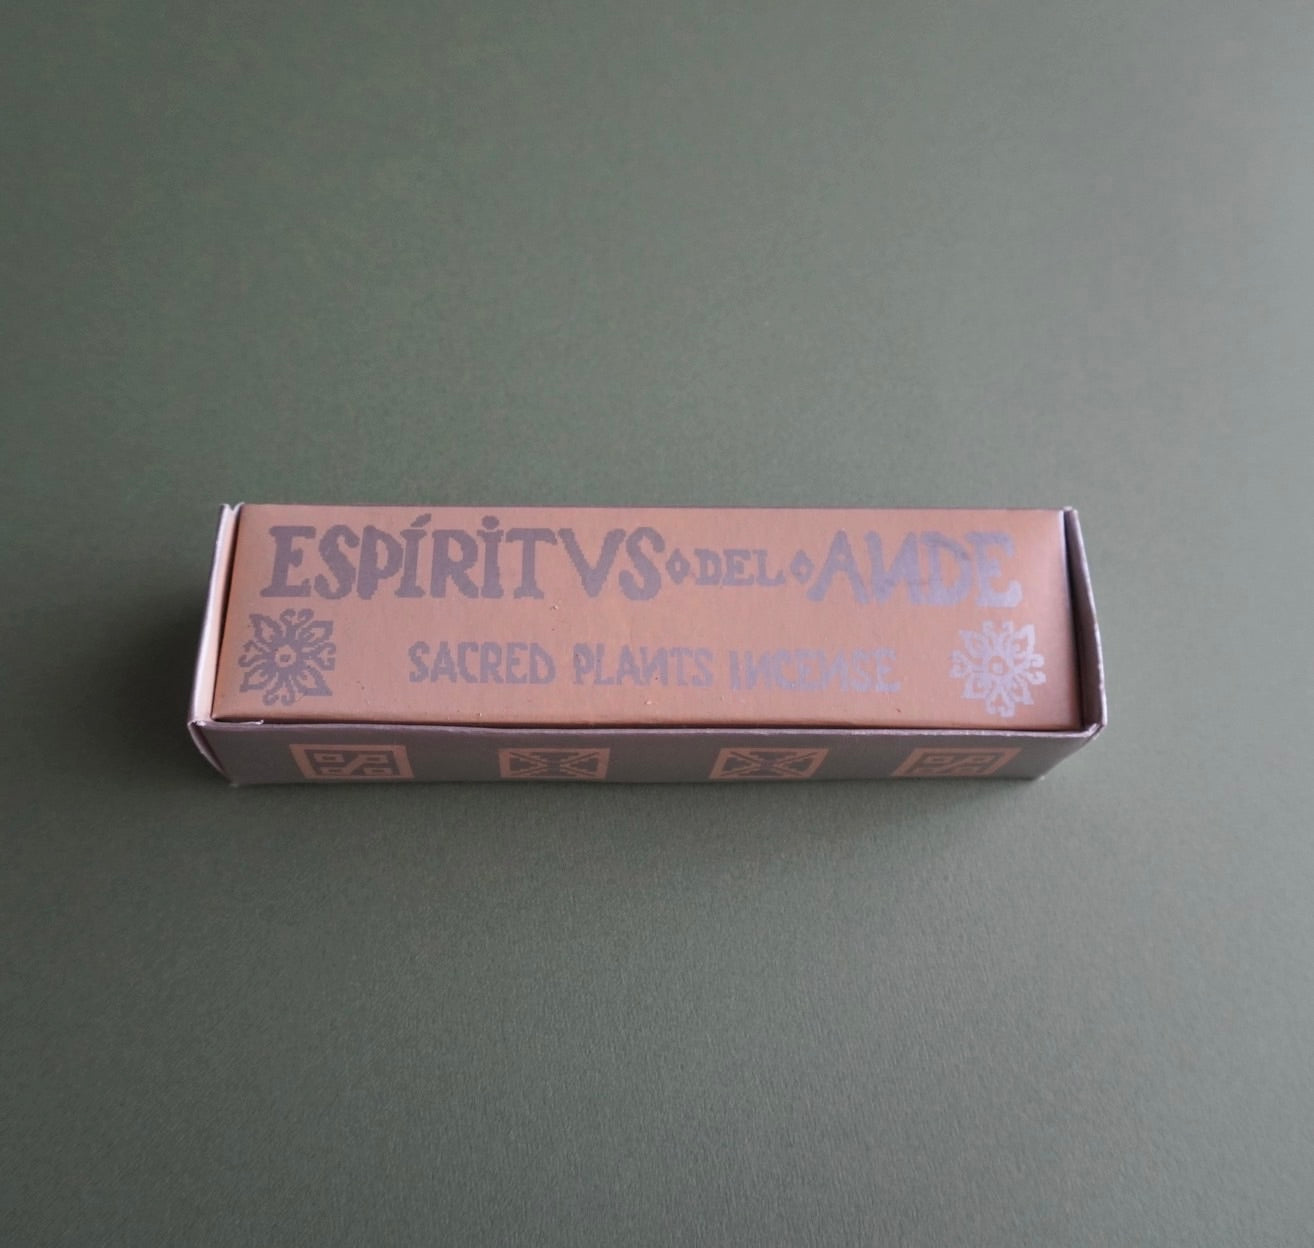 ESPÍRITVS ◇ DEL ◇ ANDE
SACRED PLANTS INCENSE